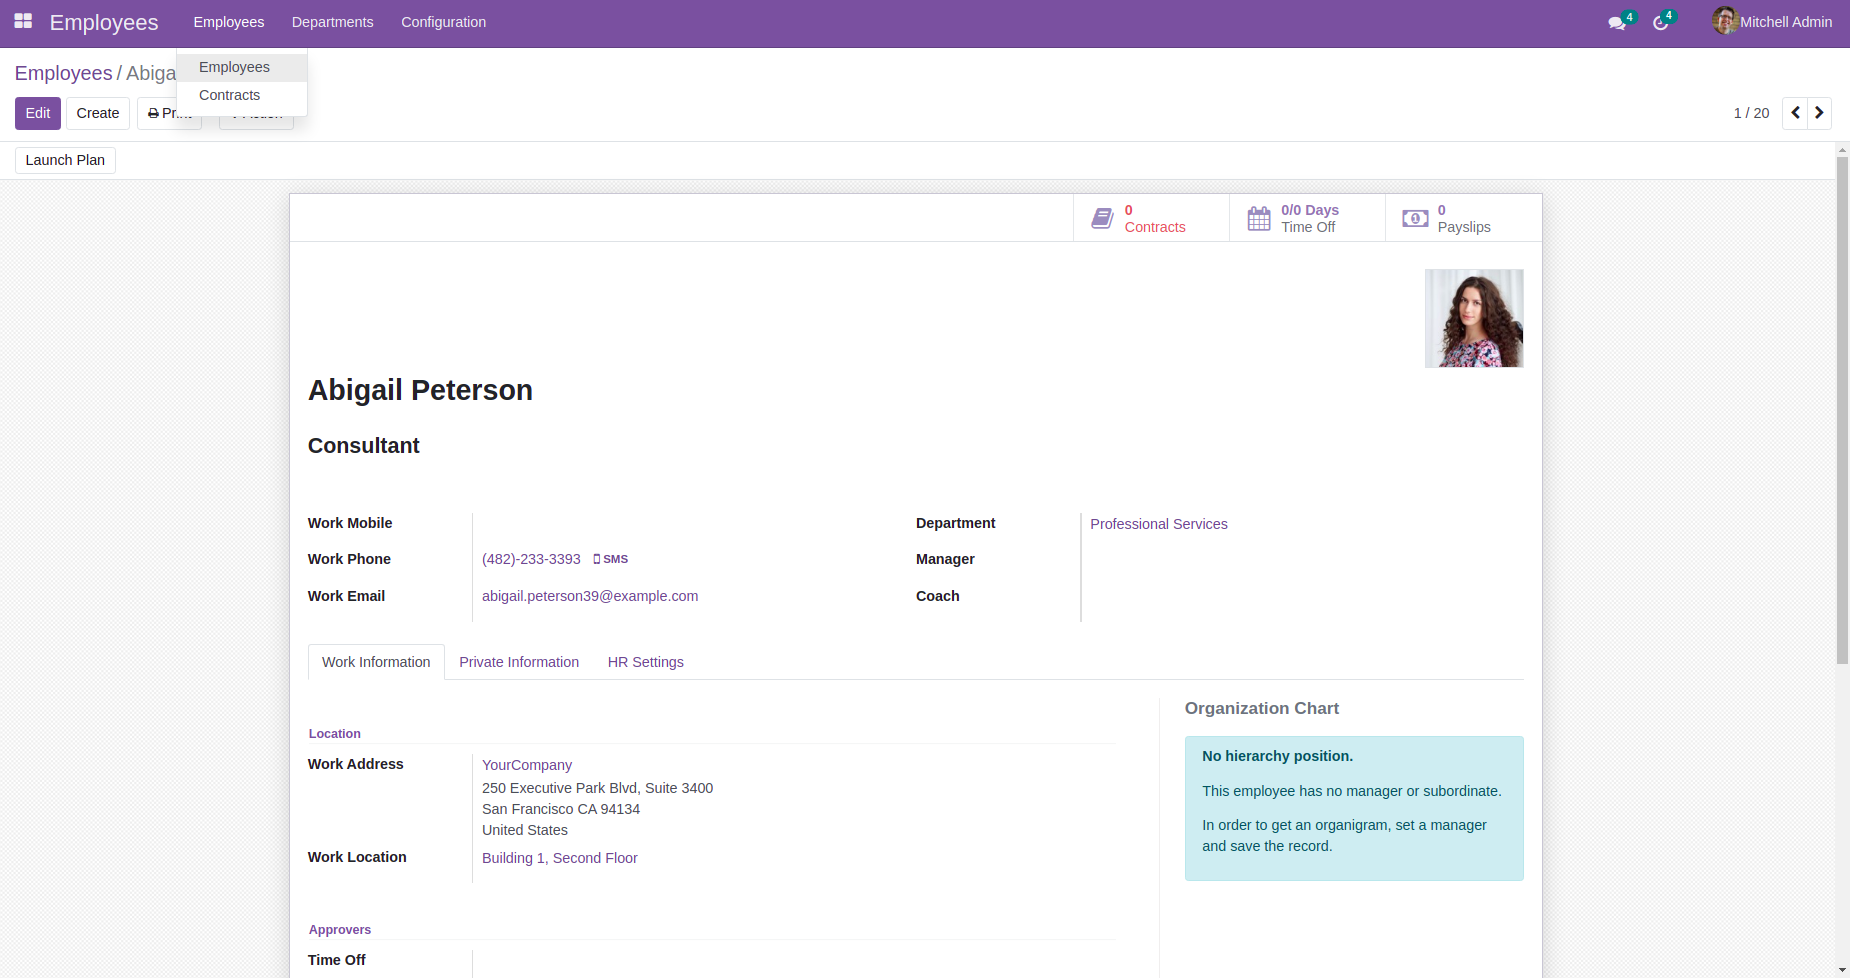 Employees Employees Departments Configuration 4 4 Mitchell Admin
Employees / Abiga
Employees
Contracts
Edit Create Print Action 1 / 20
Launch Plan
0 Contracts
0/0 Days Time Off
0 Payslips
Abigail Peterson
Consultant
Work Mobile
Department Professional Services
Work Phone (482)-233-3393 SMS
Manager
Work Email abigail.peterson39@example.com
Coach
Work Information Private Information HR Settings
Location
Work Address YourCompany
250 Executive Park Blvd, Suite 3400
San Francisco CA 94134
United States
Work Location Building 1, Second Floor
Approvers
Time Off
Organization Chart
No hierarchy position.
This employee has no manager or subordinate.
In order to get an organigram, set a manager
and save the record.